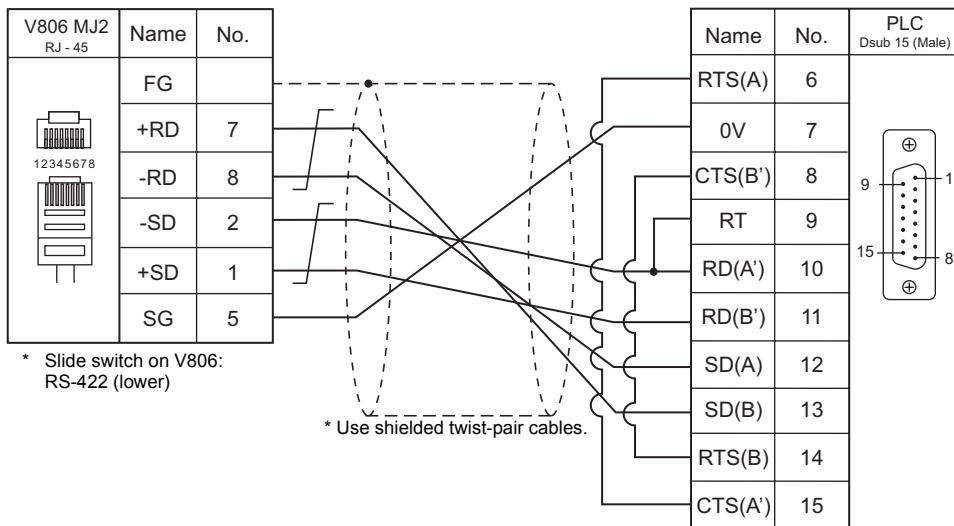 V806 MJ2
RJ - 45
Name No.
FG
+RD 7
-RD 8
-SD 2
+SD 1
SG 5
12345678
* Slide switch on V806:
RS-422 (lower)
* Use shielded twist-pair cables.
Name No.
PLC
Dsub 15 (Male)
RTS(A) 6
0V 7
CTS(B’) 8
RT 9
RD(A’) 10
RD(B’) 11
SD(A) 12
SD(B) 13
RTS(B) 14
CTS(A’) 15
9 1
15 8